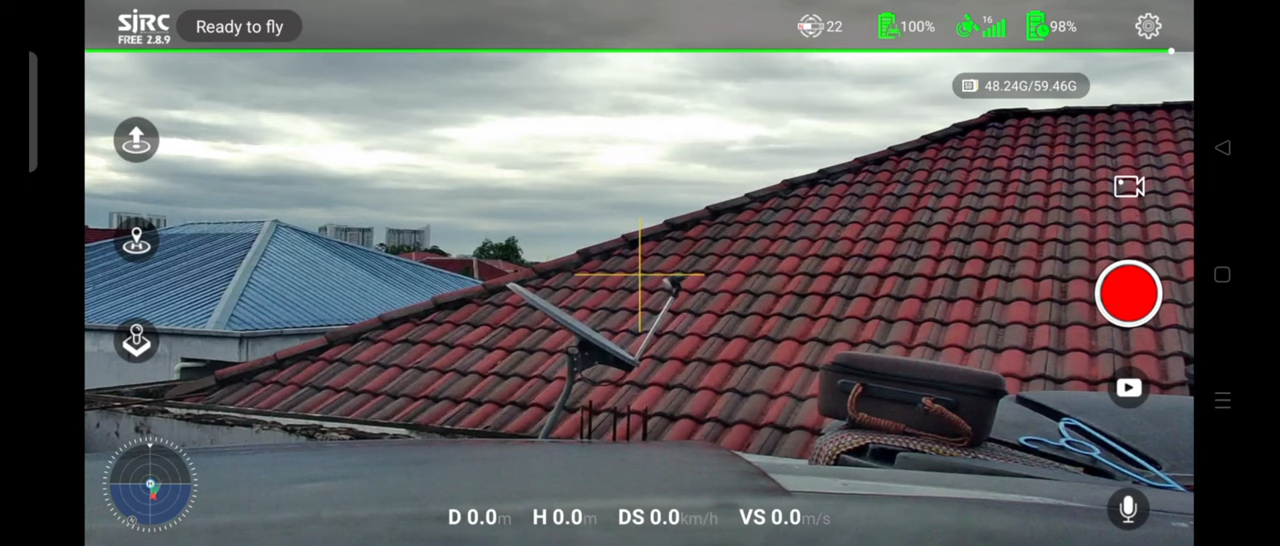 SJRC
FREE 2.8.9
Ready to fly
22
100%
16
98%
48.24G/59.46G
D 0.0m H 0.0m DS 0.0km/h VS 0.0m/s